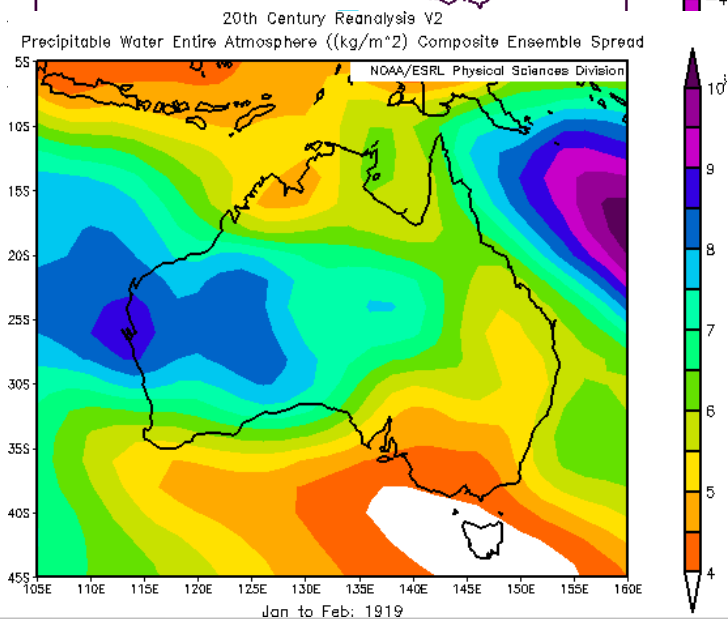 20th Century Reanalysis V2
Precipitable Water Entire Atmosphere ((kg/m^2) Composite Ensemble Spread
NOAA/ESRL Physical Sciences Division
5S
10S
15S
20S
25S
30S
35S
40S
45S
105E 110E 115E 120E 125E 130E 135E 140E 145E 150E 155E 160E
Jan to Feb: 1919
10
9
8
7
6
5
4